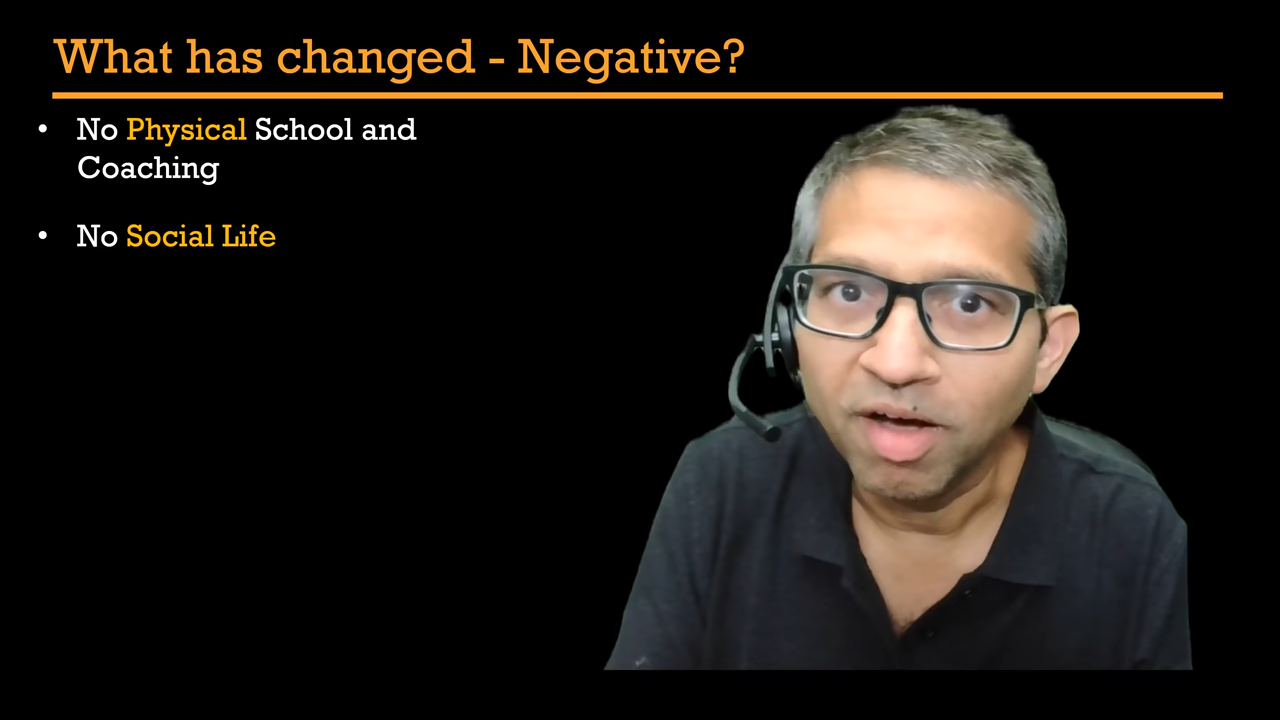 What has changed - Negative?
• No Physical School and
Coaching
• No Social Life